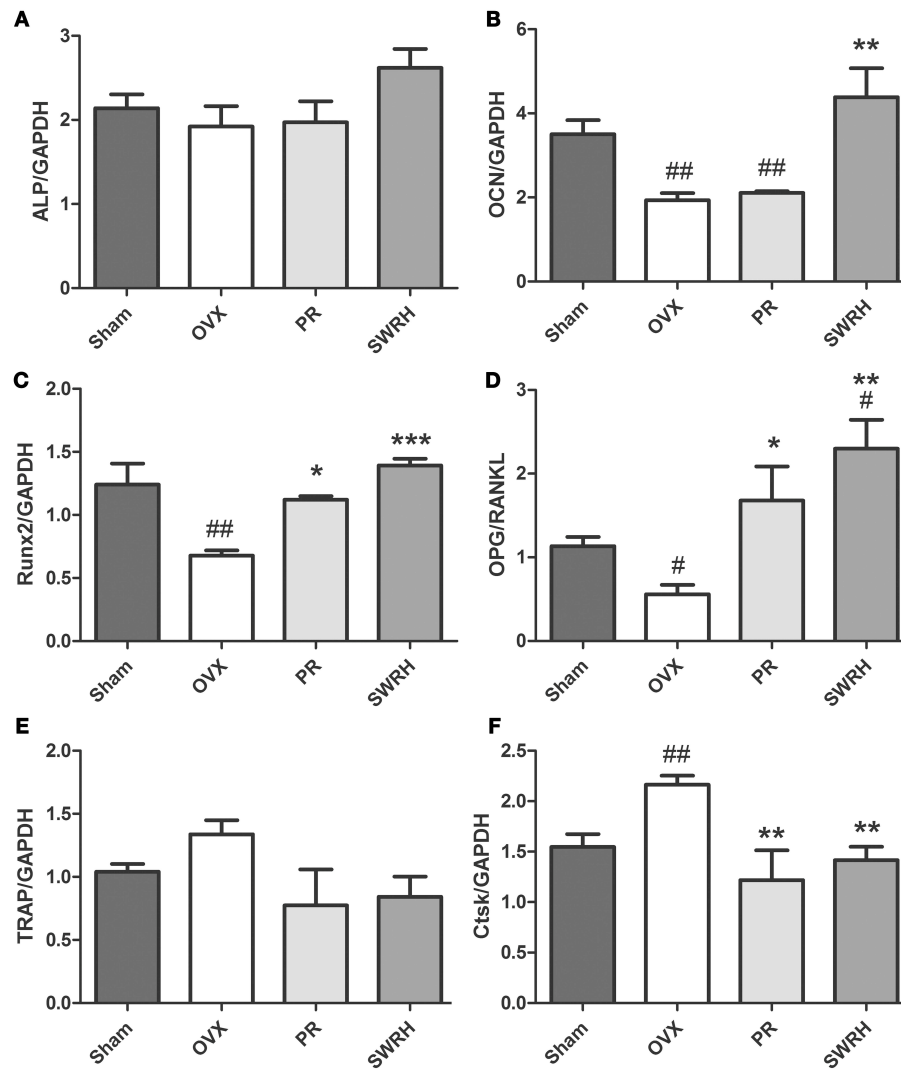 A
ALP/GAPDH
3
2
1
0
Sham
OVX
PR
SWRH
B
OCN/GAPDH
6
4
2
0
##
##
**
Sham
OVX
PR
SWRH
C
Runx2/GAPDH
2.0
1.5
1.0
0.5
0.0
##
*
***
Sham
OVX
PR
SWRH
D
OPG/RANKL
3
2
1
0
#
*
**
#
Sham
OVX
PR
SWRH
E
TRAP/GAPDH
2.0
1.5
1.0
0.5
0.0
Sham
OVX
PR
SWRH
F
Ctsk/GAPDH
2.5
2.0
1.5
1.0
0.5
0.0
##
**
**
Sham
OVX
PR
SWRH